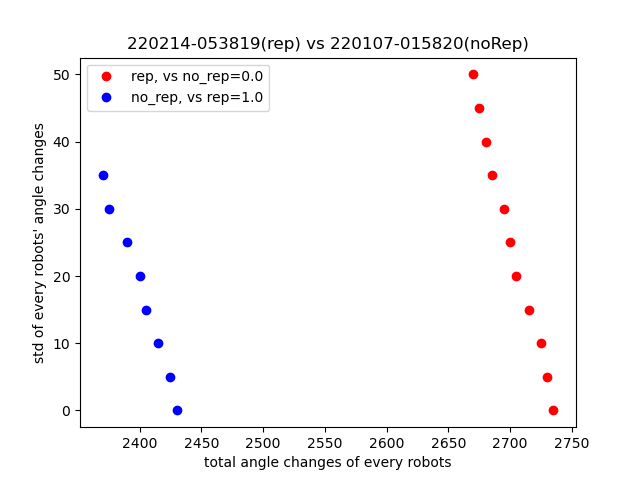 220214-053819(rep) vs 220107-015820(noRep)
rep, vs no_rep=0.0
no_rep, vs rep=1.0
50
40
30
20
10
0
std of every robots' angle changes
2400 2450 2500 2550 2600 2650 2700 2750
total angle changes of every robots